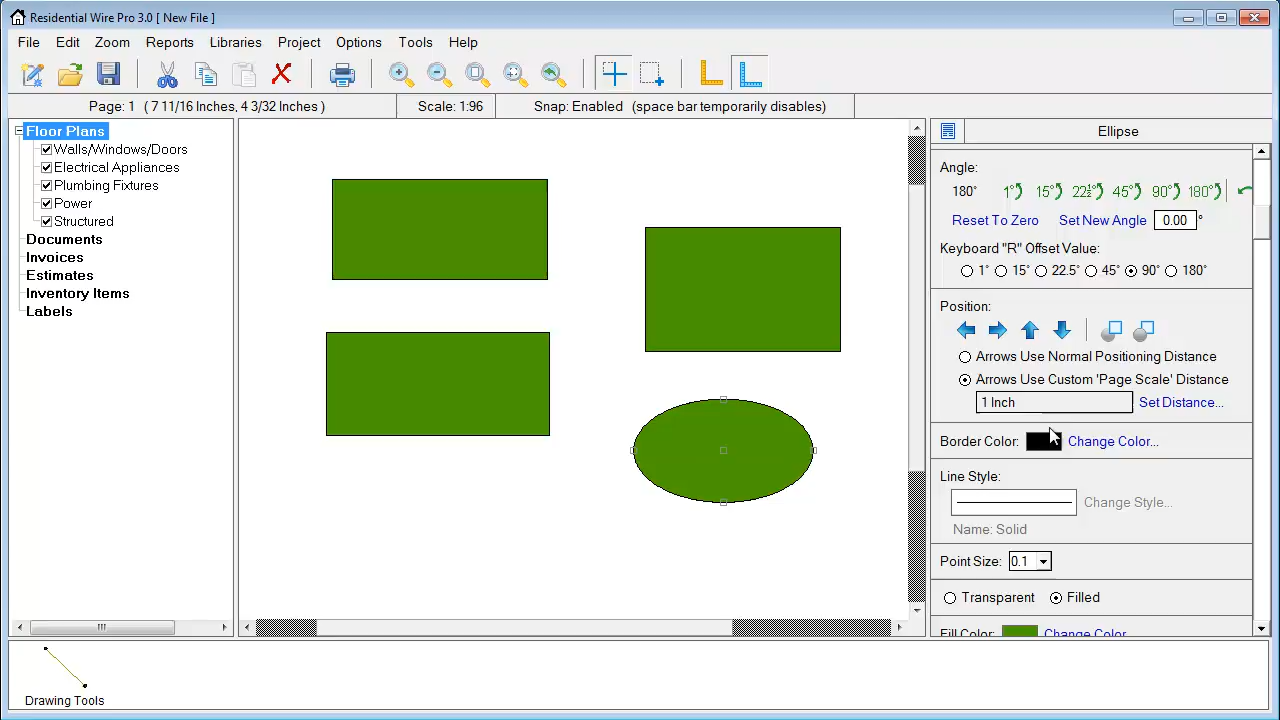 Residential Wire Pro 3.0 [ New File ]
File Edit Zoom Reports Libraries Project Options Tools Help
Page: 1 ( 7 11/16 Inches, 4 3/32 Inches ) Scale: 1:96 Snap: Enabled (space bar temporarily disables)
Floor Plans
Walls/Windows/Doors
Electrical Appliances
Plumbing Fixtures
Power
Structured
Documents
Invoices
Estimates
Inventory Items
Labels
Ellipse
Angle:
180° 1° 15° 22½° 45° 90° 180°
Reset To Zero Set New Angle 0.00 °
Keyboard "R" Offset Value:
1° 15° 22.5° 45° 90° 180°
Position:
Arrows Use Normal Positioning Distance
Arrows Use Custom 'Page Scale' Distance
1 Inch Set Distance...
Border Color: Change Color...
Line Style:
Change Style...
Name: Solid
Point Size: 0.1
Transparent Filled
Fill Color: Change Color...
Drawing Tools